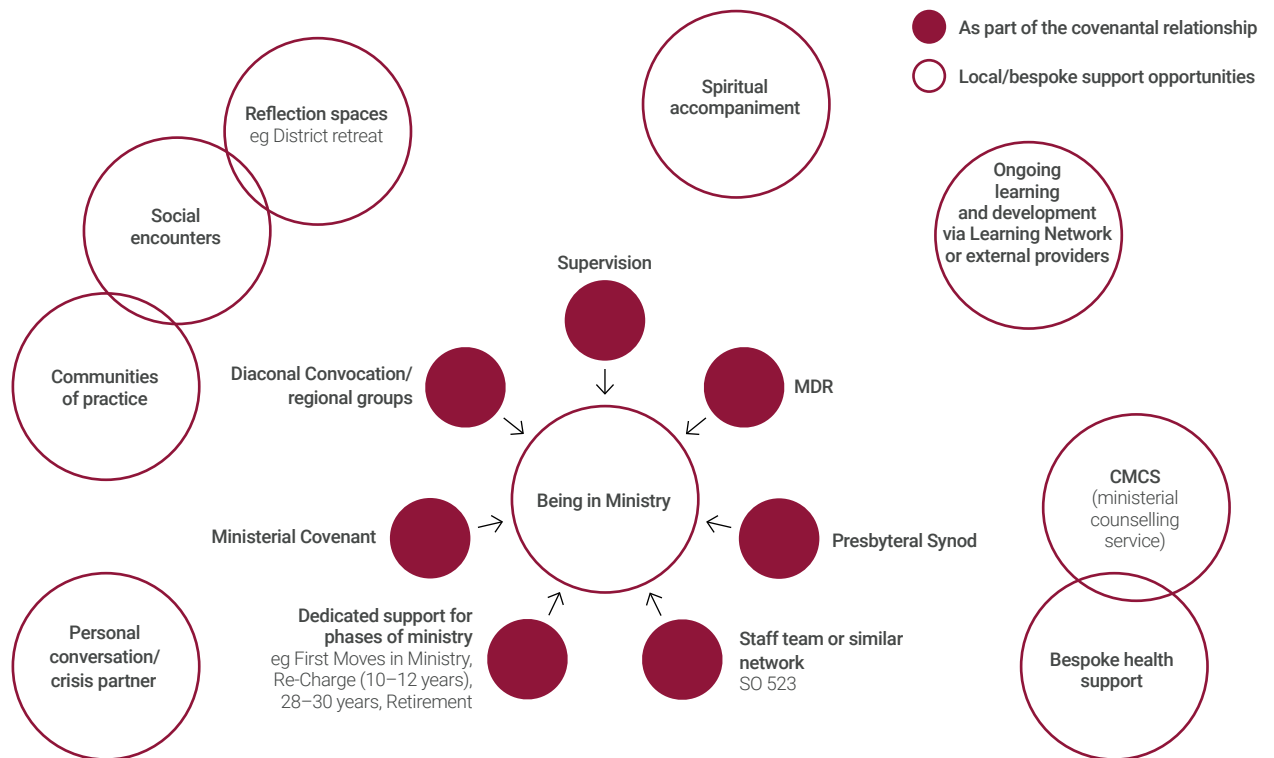 As part of the covenantal relationship
Local/bespoke support opportunities
Reflection spaces
eg District retreat
Spiritual
accompaniment
Social
encounters
Ongoing
learning
and development
via Learning Network
or external providers
Communities
of practice
Supervision
Diaconal Convocation/
regional groups
MDR
Being in Ministry
Ministerial Covenant
Presbyteral Synod
CMCS
(ministerial
counselling
service)
Personal
conversation/
crisis partner
Dedicated support for
phases of ministry
eg First Moves in Ministry,
Re-Charge (10–12 years),
28–30 years, Retirement
Staff team or similar
network
SO 523
Bespoke health
support